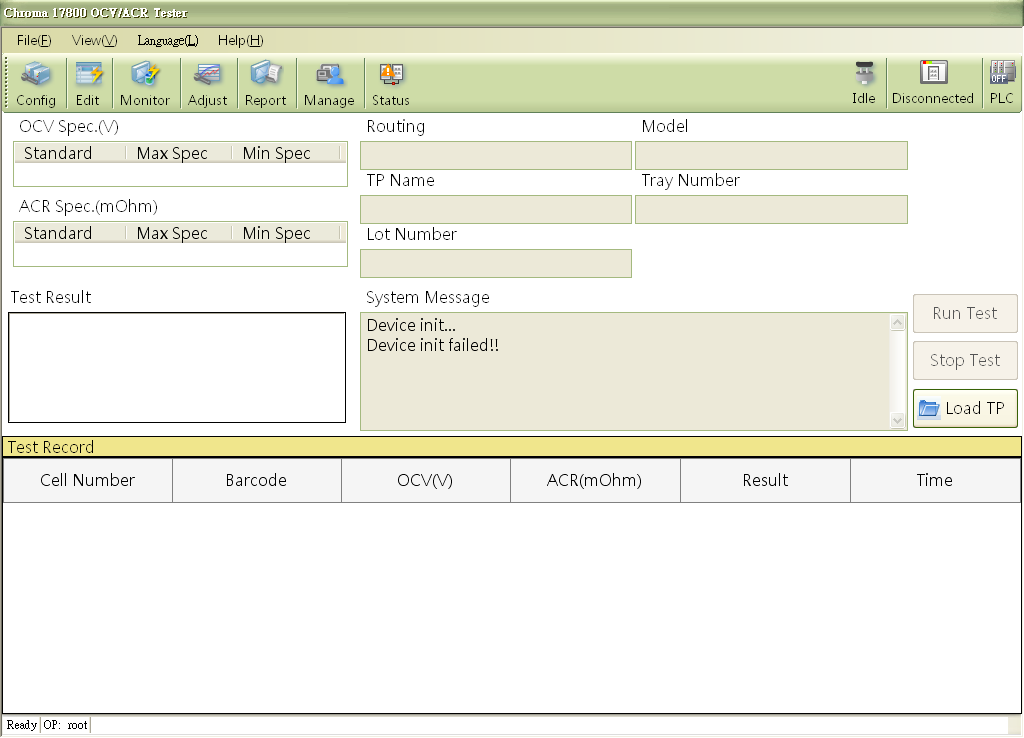 Chroma 17800 OCV/ACR Tester
File(F) View(V) Language(L) Help(H)
Config Edit Monitor Adjust Report Manage Status Idle Disconnected OFF PLC
OCV Spec.(V) Routing Model
Standard Max Spec Min Spec
TP Name Tray Number
ACR Spec.(mOhm)
Standard Max Spec Min Spec Lot Number
Test Result System Message
Device init... Run Test
Device init failed!!
Stop Test
Load TP
Test Record
Cell Number Barcode OCV(V) ACR(mOhm) Result Time
Ready OP: root